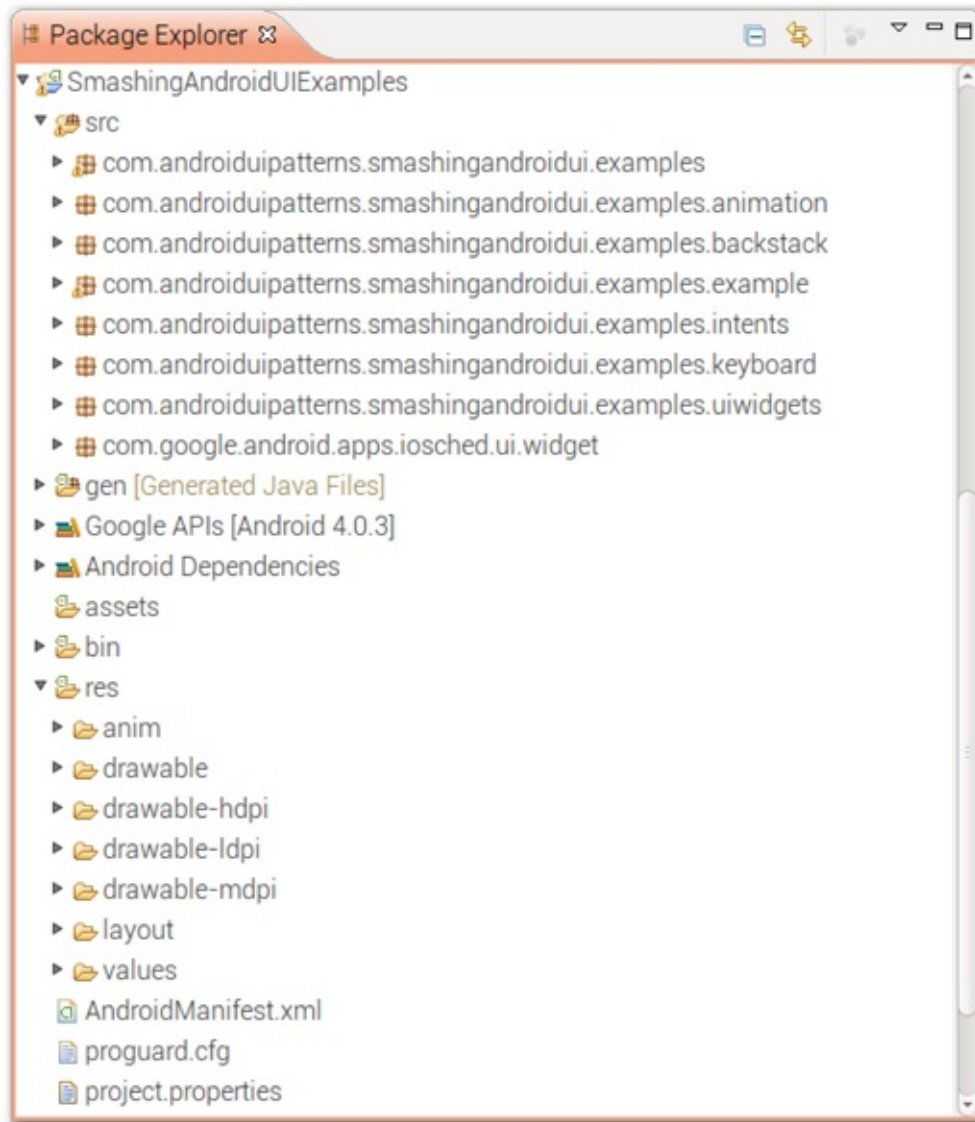 Package Explorer
SmashingAndroidUIExamples
src
com.androiduipatterns.smashingandroidui.examples
com.androiduipatterns.smashingandroidui.examples.animation
com.androiduipatterns.smashingandroidui.examples.backstack
com.androiduipatterns.smashingandroidui.examples.example
com.androiduipatterns.smashingandroidui.examples.intents
com.androiduipatterns.smashingandroidui.examples.keyboard
com.androiduipatterns.smashingandroidui.examples.uiwidgets
com.google.android.apps.iosched.ui.widget
gen [Generated Java Files]
Google APIs [Android 4.0.3]
Android Dependencies
assets
bin
res
anim
drawable
drawable-hdpi
drawable-ldpi
drawable-mdpi
layout
values
AndroidManifest.xml
proguard.cfg
project.properties